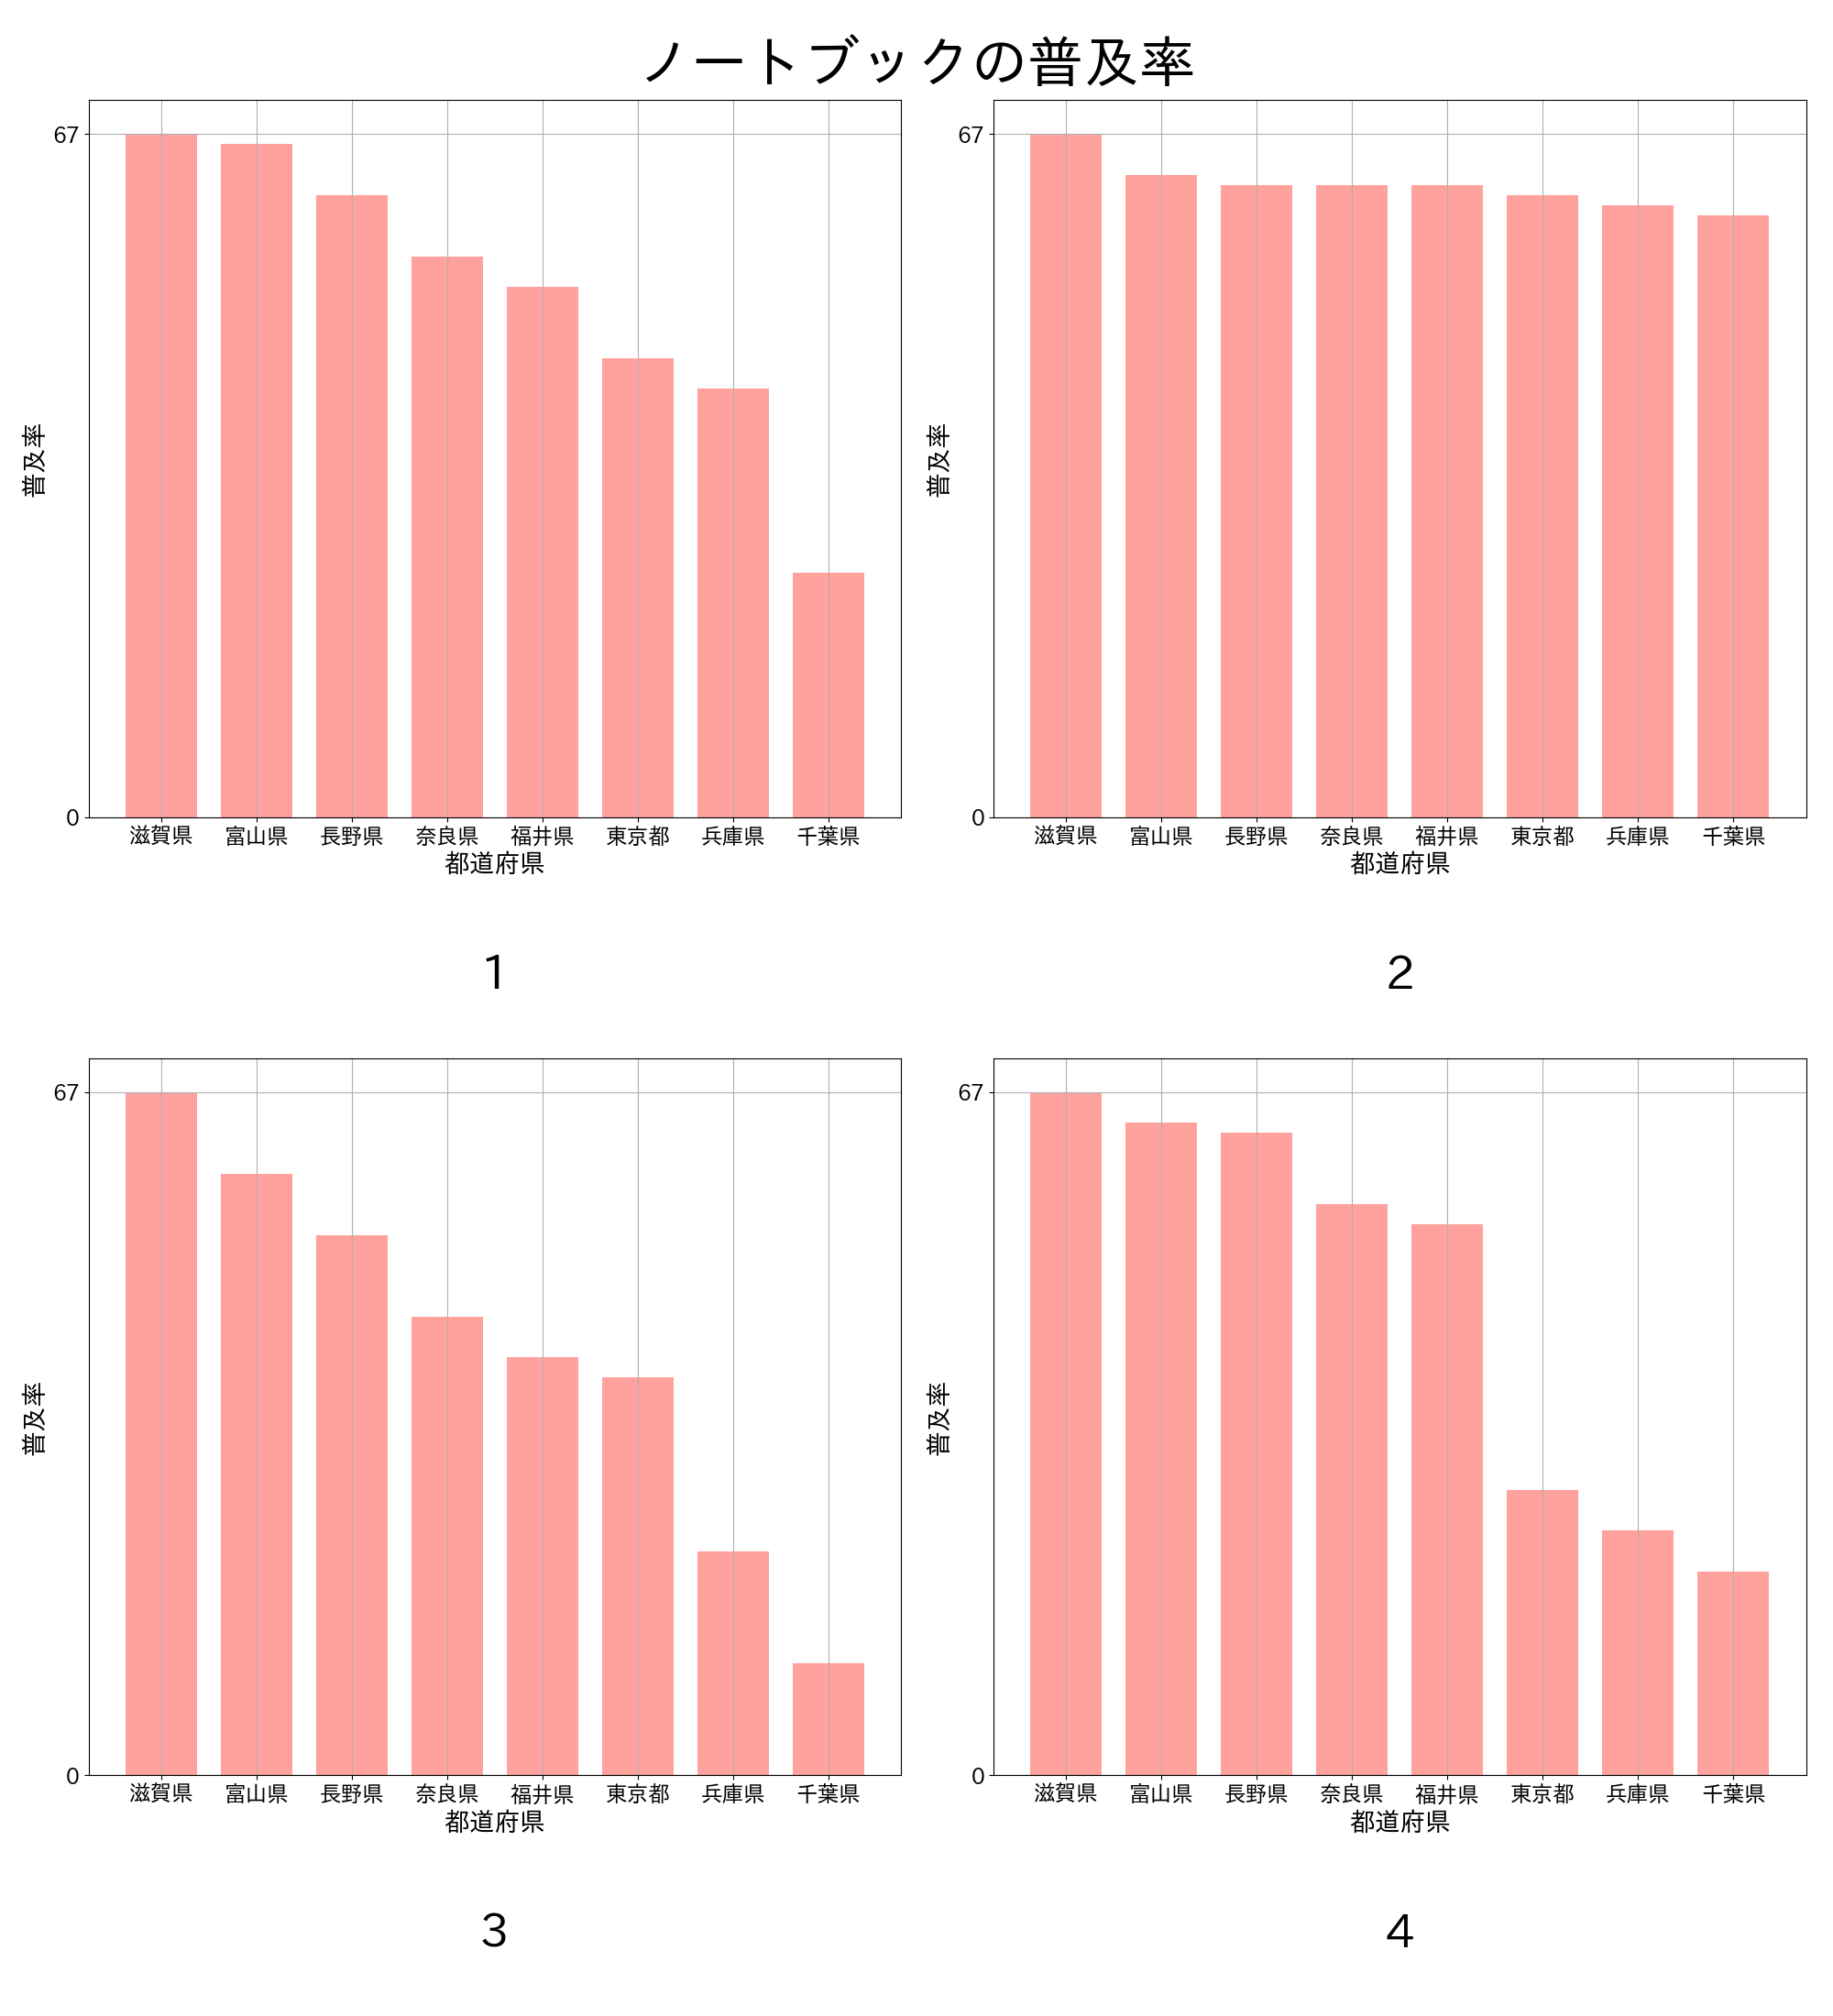 ノートブックの普及率
67
0
普及率
滋賀県 富山県 長野県 奈良県 福井県 東京都 兵庫県 千葉県
都道府県
1
67
0
普及率
滋賀県 富山県 長野県 奈良県 福井県 東京都 兵庫県 千葉県
都道府県
2
67
0
普及率
滋賀県 富山県 長野県 奈良県 福井県 東京都 兵庫県 千葉県
都道府県
3
67
0
普及率
滋賀県 富山県 長野県 奈良県 福井県 東京都 兵庫県 千葉県
都道府県
4